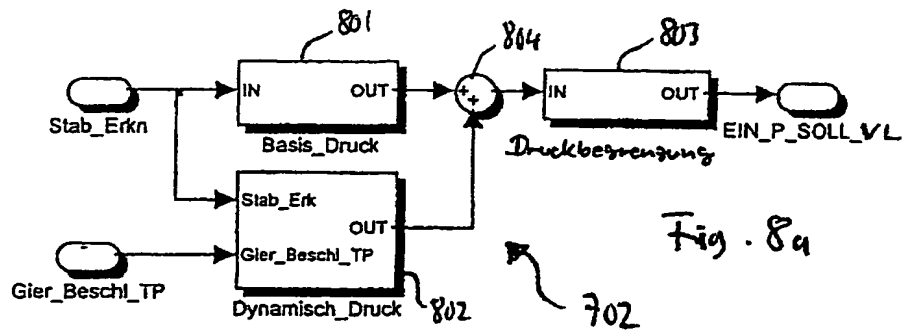 801
804
803
IN OUT
+
+
IN OUT
Stab_Erkn
Basis_Druck
Druckbegrenzung
EIN_P_SOLL_VL
Stab_Erk
OUT
Gier_Beschl_TP
Gier_Beschl_TP
Dynamisch_Druck
802
702
Fig. 8a